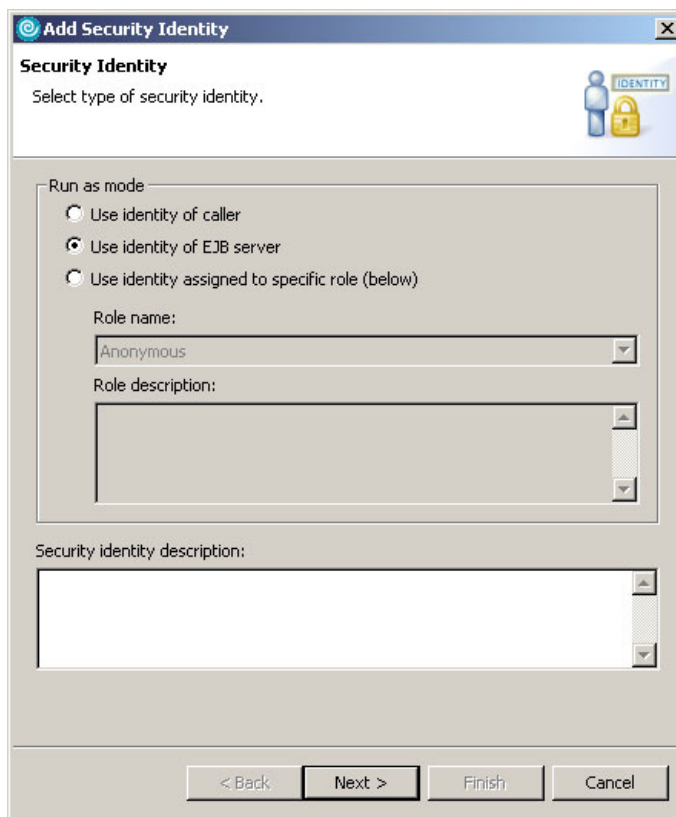 Add Security Identity
Security Identity
Select type of security identity.
IDENTITY
Run as mode
Use identity of caller
Use identity of EJB server
Use identity assigned to specific role (below)
Role name:
Anonymous
Role description:
Security identity description:
< Back
Next >
Finish
Cancel